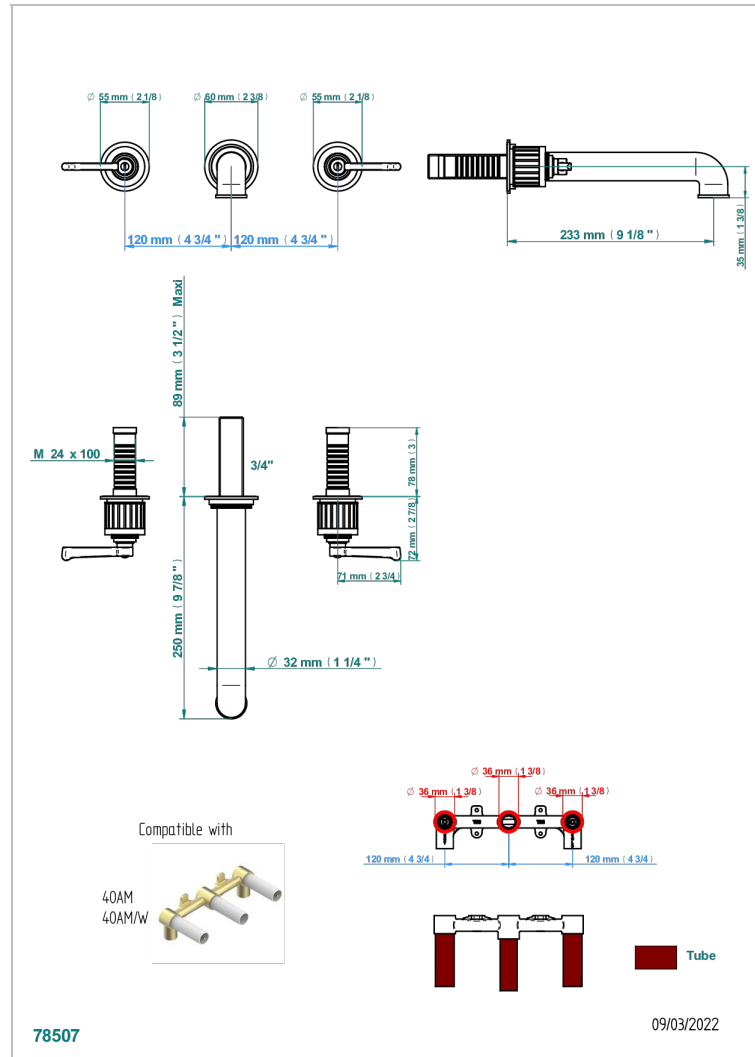 Ø 55 mm ( 2 1/8 )
Ø 60 mm ( 2 3/8 )
Ø 55 mm ( 2 1/8 )
120 mm ( 4 3/4 " )
120 mm ( 4 3/4 " )
233 mm ( 9 1/8 " )
35 mm ( 1 3/8 )
89 mm ( 3 1/2 " ) Maxi
M 24 x 100
3/4"
78 mm ( 3 )
72 mm ( 2 7/8 )
71 mm ( 2 3/4 )
250 mm ( 9 7/8 " )
Ø 32 mm ( 1 1/4 " )
Ø 36 mm ( 1 3/8 )
Ø 36 mm ( 1 3/8 )
Ø 36 mm ( 1 3/8 )
120 mm ( 4 3/4 )
120 mm ( 4 3/4 )
Compatible with
40AM
40AM/W
Tube
78507
09/03/2022